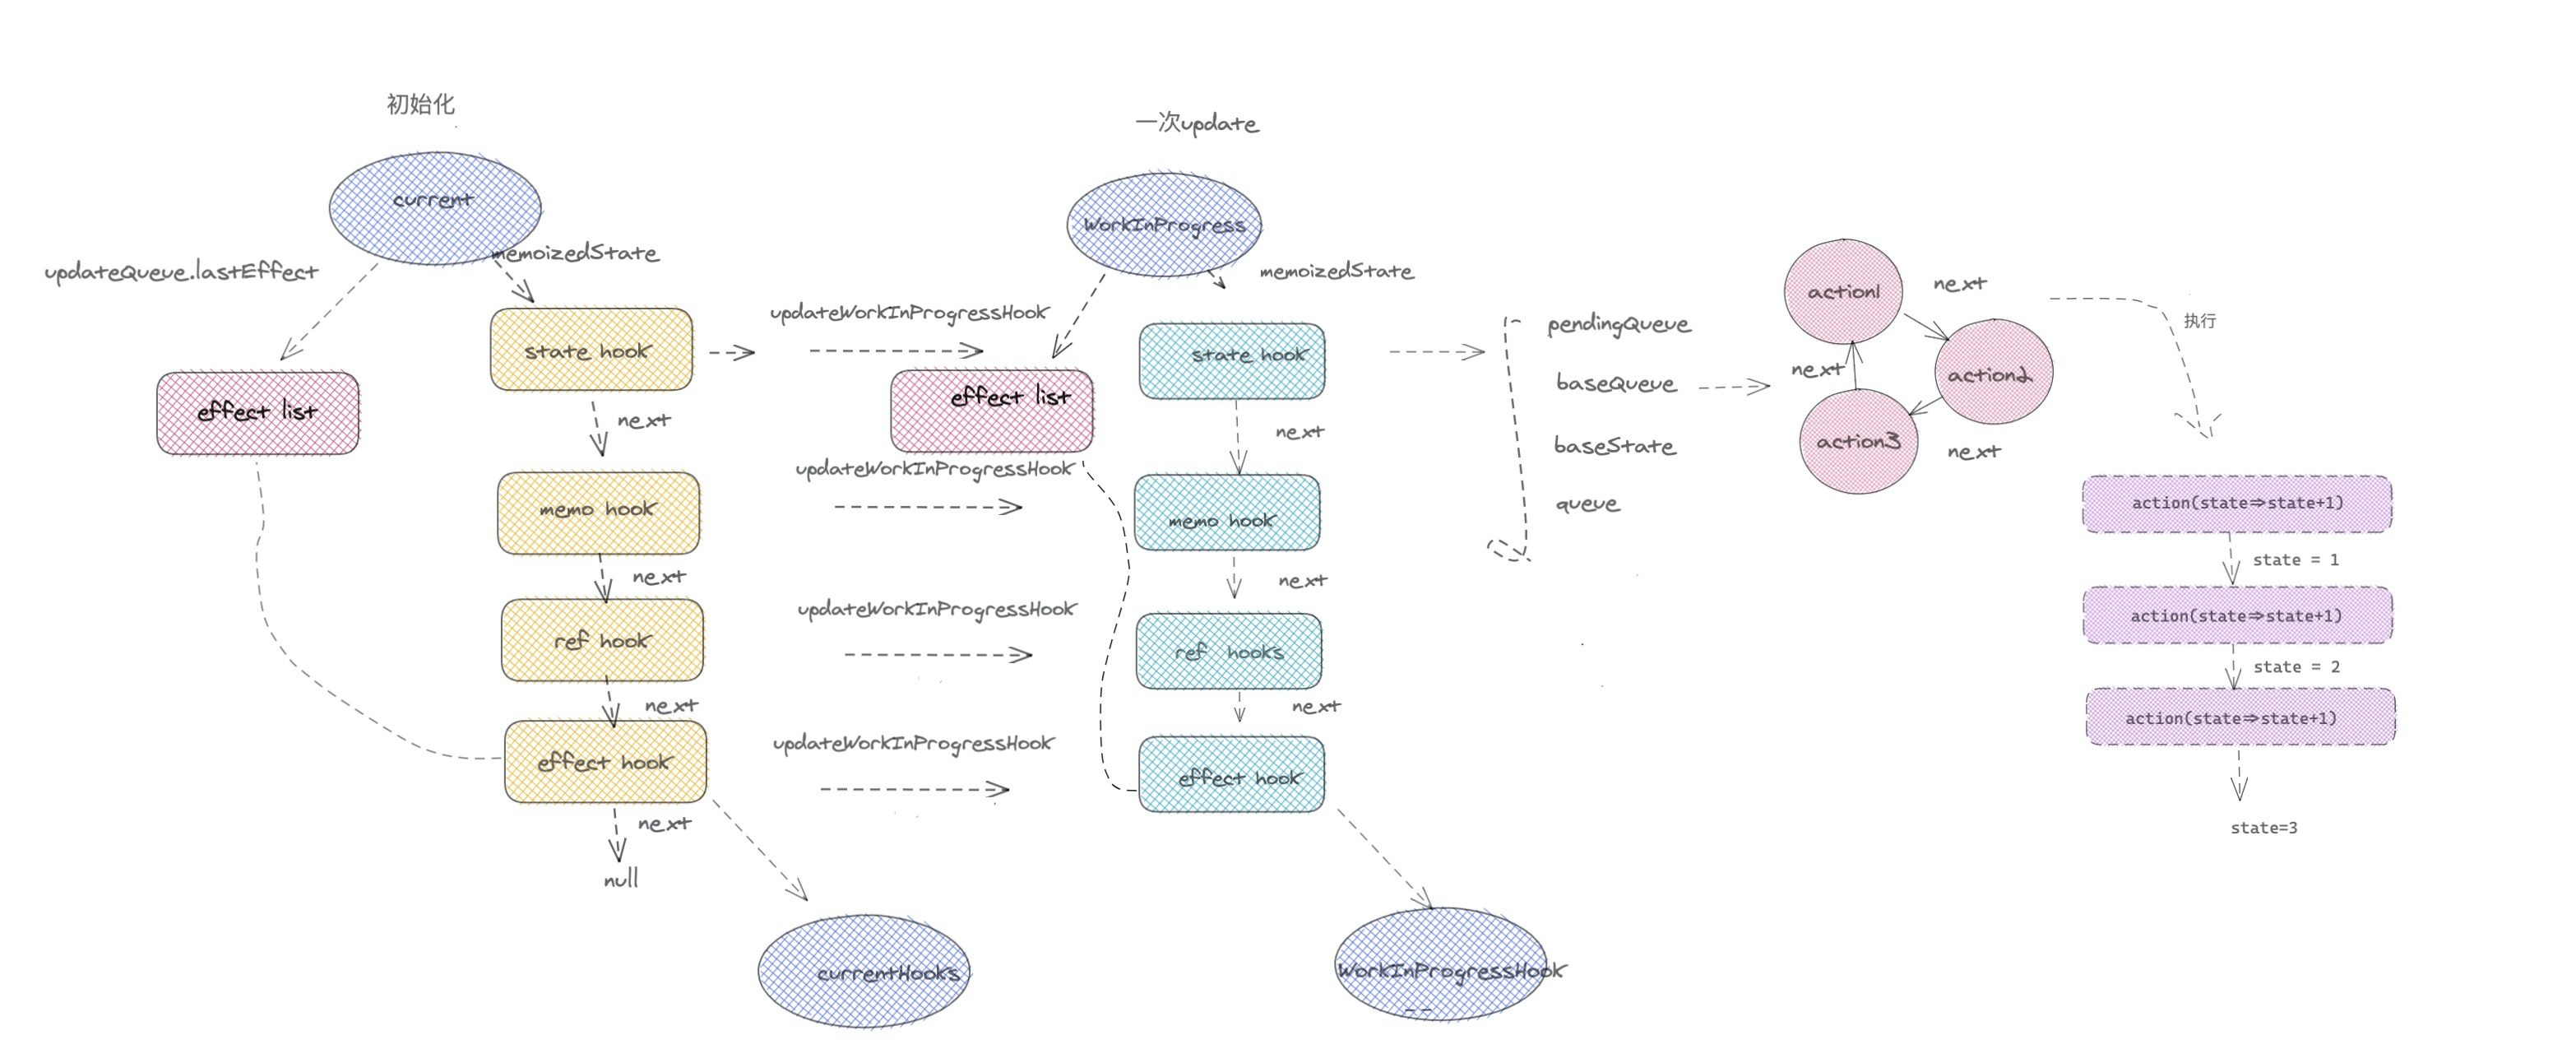 初始化
current
updateQueue.lastEffect
memoizedState
effect list
state hook
next
memo hook
next
ref hook
next
effect hook
next
null
currentHooks
updateWorkInProgressHook
updateWorkInProgressHook
updateWorkInProgressHook
updateWorkInProgressHook
一次update
WorkInProgress
memoizedState
effect list
state hook
next
memo hook
next
ref hooks
next
effect hook
WorkInProgressHook
pendingQueue
baseQueue
baseState
queue
action1
next
action2
next
action3
next
执行
action(state⇒state+1)
state = 1
action(state⇒state+1)
state = 2
action(state⇒state+1)
state=3